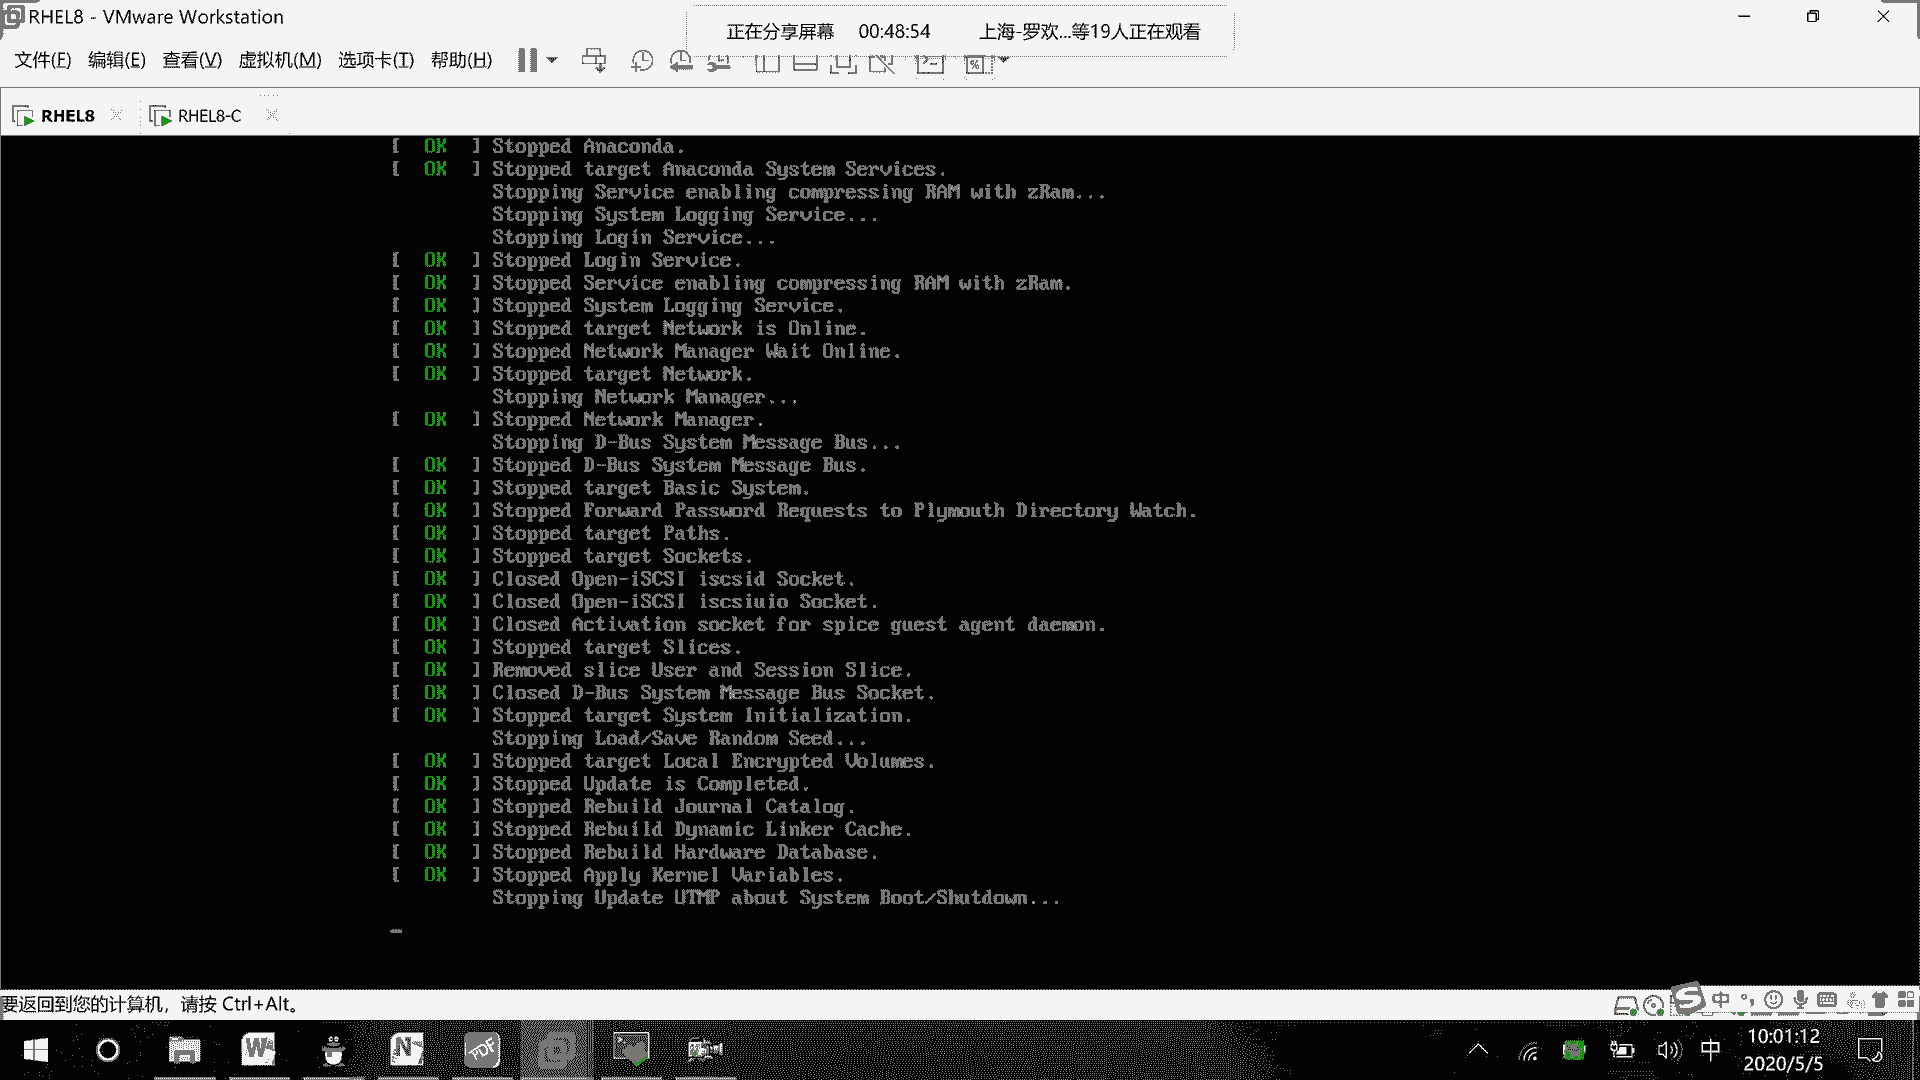 RHEL8 - VMware Workstation
正在分享屏幕 00:48:54 上海-罗欢...等19人正在观看
文件(F) 编辑(E) 查看(V) 虚拟机(M) 选项卡(T) 帮助(H)
RHEL8 RHEL8-C
[ OK ] Stopped Anaconda.
[ OK ] Stopped target Anaconda System Services.
Stopping Service enabling compressing RAM with zRam...
Stopping System Logging Service...
Stopping Login Service...
[ OK ] Stopped Login Service.
[ OK ] Stopped Service enabling compressing RAM with zRam.
[ OK ] Stopped System Logging Service.
[ OK ] Stopped target Network is Online.
[ OK ] Stopped Network Manager Wait Online.
[ OK ] Stopped target Network.
Stopping Network Manager...
[ OK ] Stopped Network Manager.
Stopping D-Bus System Message Bus...
[ OK ] Stopped D-Bus System Message Bus.
[ OK ] Stopped target Basic System.
[ OK ] Stopped Forward Password Requests to Plymouth Directory Watch.
[ OK ] Stopped target Paths.
[ OK ] Stopped target Sockets.
[ OK ] Closed Open-iSCSI iscsid Socket.
[ OK ] Closed Open-iSCSI iscsiuio Socket.
[ OK ] Closed Activation socket for spice guest agent daemon.
[ OK ] Stopped target Slices.
[ OK ] Removed slice User and Session Slice.
[ OK ] Closed D-Bus System Message Bus Socket.
[ OK ] Stopped target System Initialization.
Stopping Load/Save Random Seed...
[ OK ] Stopped target Local Encrypted Volumes.
[ OK ] Stopped Update is Completed.
[ OK ] Stopped Rebuild Journal Catalog.
[ OK ] Stopped Rebuild Dynamic Linker Cache.
[ OK ] Stopped Rebuild Hardware Database.
[ OK ] Stopped Apply Kernel Variables.
Stopping Update UTMP about System Boot/Shutdown...
要返回到您的计算机，请按 Ctrl+Alt。
中
中 10:01:12
2020/5/5